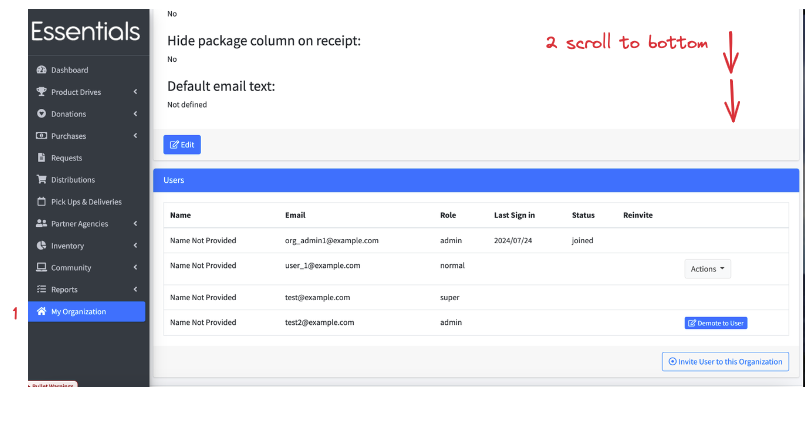 Essentials
Dashboard
Product Drives
Donations
Purchases
Requests
Distributions
Pick Ups & Deliveries
Partner Agencies
Inventory
Community
Reports
1 My Organization
Bullet Warnings
No
Hide package column on receipt:
No
2 scroll to bottom
Default email text:
Not defined
Edit
Users
Name Email Role Last Sign in Status Reinvite
Name Not Provided org_admin1@example.com admin 2024/07/24 joined
Name Not Provided user_1@example.com normal Actions
Name Not Provided test@example.com super
Name Not Provided test2@example.com admin Demote to User
Invite User to this Organization